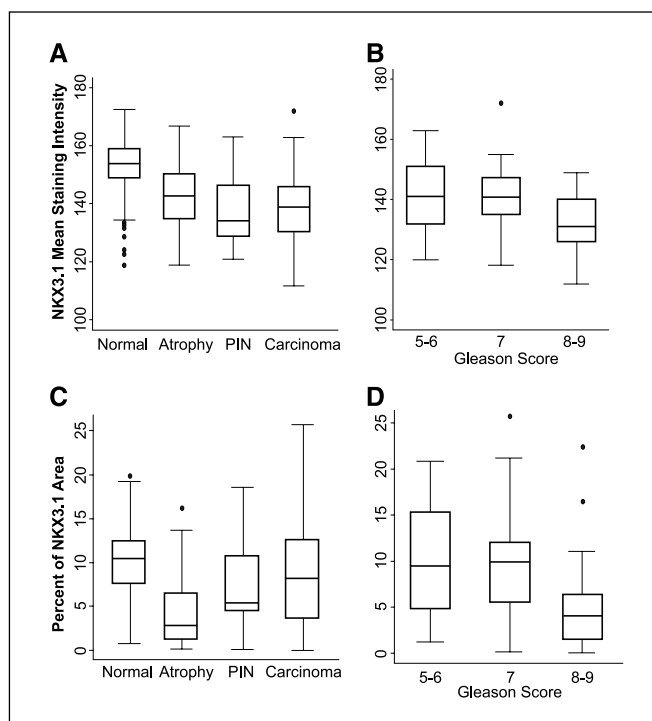 A
NKX3.1 Mean Staining Intensity
180
160
140
120
100
Normal Atrophy PIN Carcinoma
B
180
160
140
120
100
5-6 7 8-9
Gleason Score
C
Percent of NKX3.1 Area
25
20
15
10
5
0
Normal Atrophy PIN Carcinoma
D
25
20
15
10
5
0
5-6 7 8-9
Gleason Score